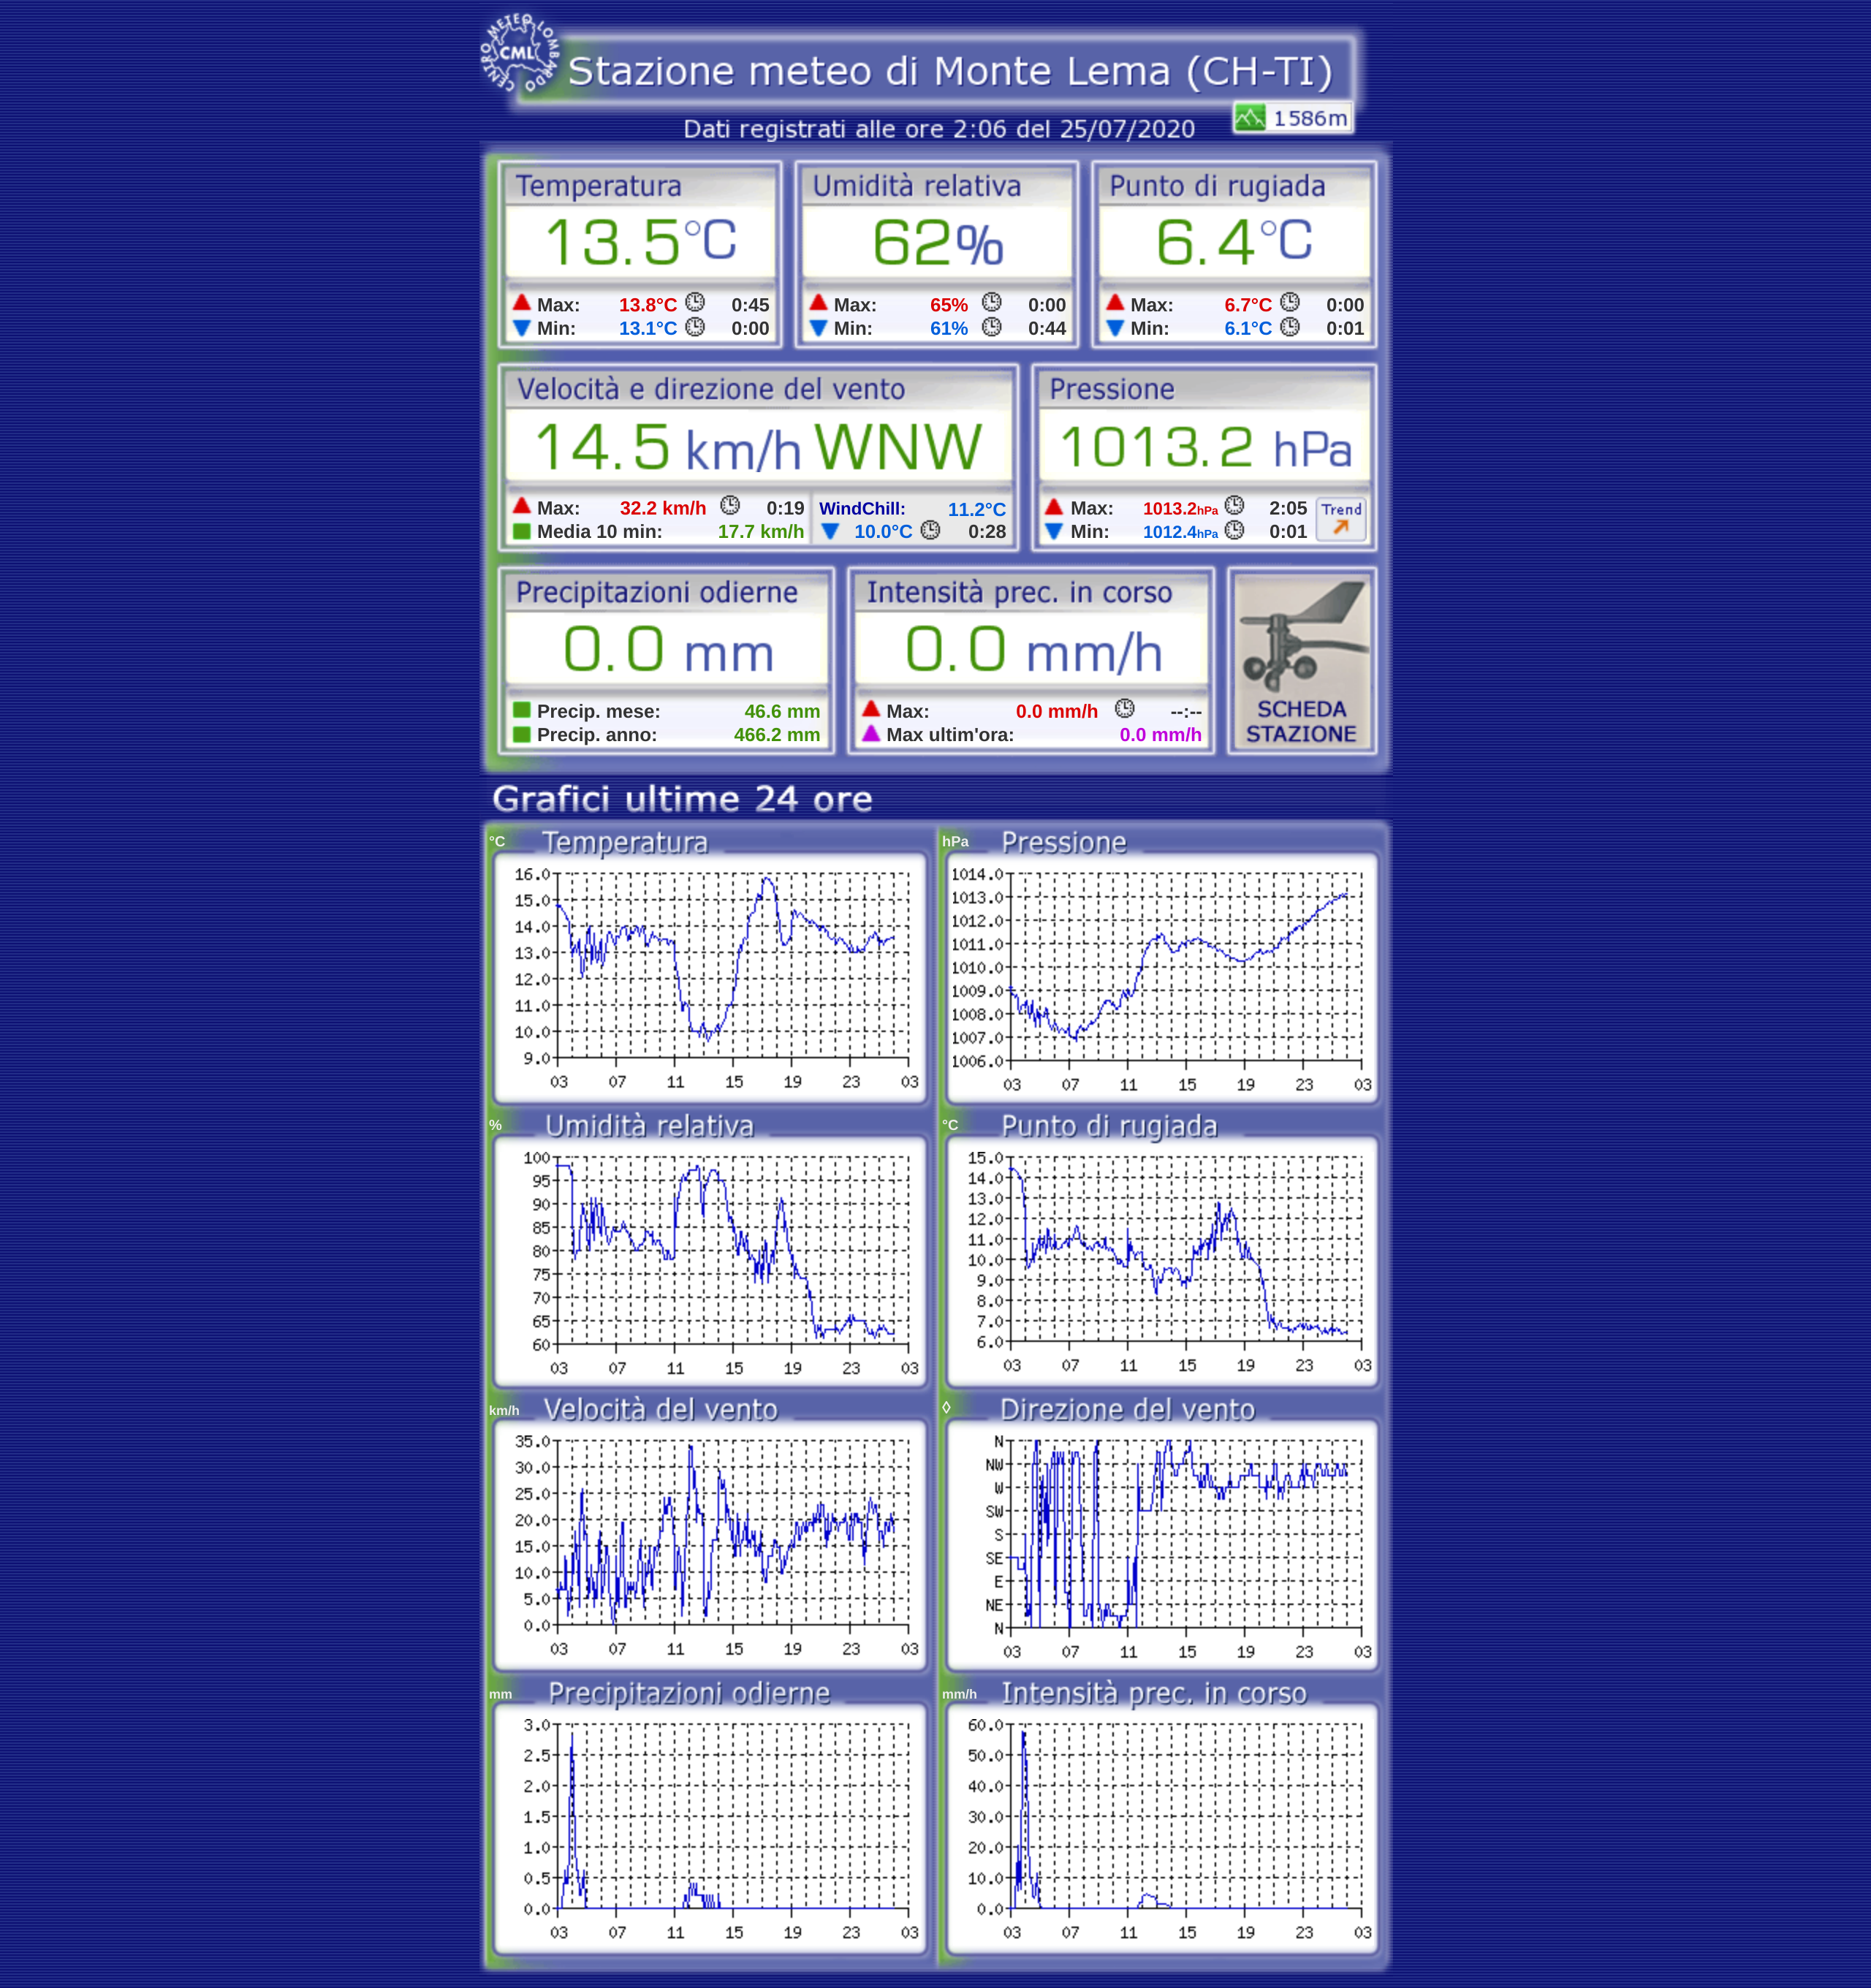 CENTRO METEO LOMBARDO
CML
Stazione meteo di Monte Lema (CH-TI)
1586m
Dati registrati alle ore 2:06 del 25/07/2020
Temperatura Umidità relativa Punto di rugiada
13.5°C 62% 6.4°C
Max: 13.8°C 0:45 Max: 65% 0:00 Max: 6.7°C 0:00
Min: 13.1°C 0:00 Min: 61% 0:44 Min: 6.1°C 0:01
Velocità e direzione del vento Pressione
14.5 km/h WNW 1013.2 hPa
Max: 32.2 km/h 0:19 WindChill: 11.2°C Max: 1013.2hPa 2:05 Trend
Media 10 min: 17.7 km/h 10.0°C 0:28 Min: 1012.4hPa 0:01
Precipitazioni odierne Intensità prec. in corso
0.0 mm 0.0 mm/h
Precip. mese: 46.6 mm Max: 0.0 mm/h --:-- SCHEDA
Precip. anno: 466.2 mm Max ultim'ora: 0.0 mm/h STAZIONE
Grafici ultime 24 ore
°C Temperatura
16.0
15.0
14.0
13.0
12.0
11.0
10.0
9.0
03 07 11 15 19 23 03
hPa Pressione
1014.0
1013.0
1012.0
1011.0
1010.0
1009.0
1008.0
1007.0
1006.0
03 07 11 15 19 23 03
% Umidità relativa
100
95
90
85
80
75
70
65
60
03 07 11 15 19 23 03
°C Punto di rugiada
15.0
14.0
13.0
12.0
11.0
10.0
9.0
8.0
7.0
6.0
03 07 11 15 19 23 03
km/h Velocità del vento
35.0
30.0
25.0
20.0
15.0
10.0
5.0
0.0
03 07 11 15 19 23 03
◊ Direzione del vento
N
NW
W
SW
S
SE
E
NE
N
03 07 11 15 19 23 03
mm Precipitazioni odierne
3.0
2.5
2.0
1.5
1.0
0.5
0.0
03 07 11 15 19 23 03
mm/h Intensità prec. in corso
60.0
50.0
40.0
30.0
20.0
10.0
0.0
03 07 11 15 19 23 03